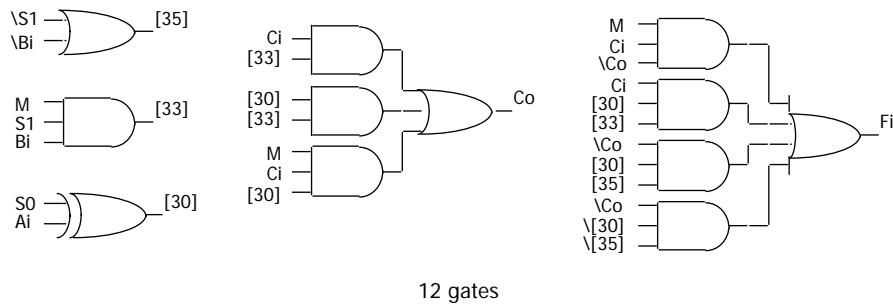 \S1
\Bi
[35]
M
S1
Bi
[33]
S0
Ai
[30]
Ci
[33]
[30]
[33]
M
Ci
[30]
Co
M
Ci
\Co
Ci
[30]
[33]
\Co
[30]
[35]
\Co
\[30]
\[35]
Fi
12 gates